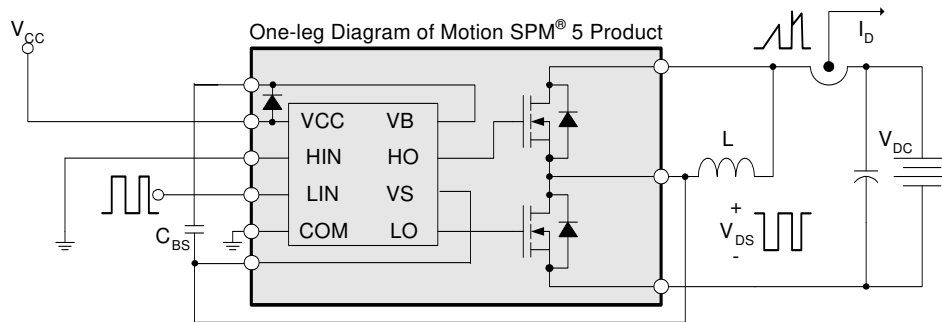 One-leg Diagram of Motion SPM® 5 Product
V_CC
I_D
VCC VB
HIN HO
LIN VS
COM LO
C_BS
L
V_DC
+
V_DS
-